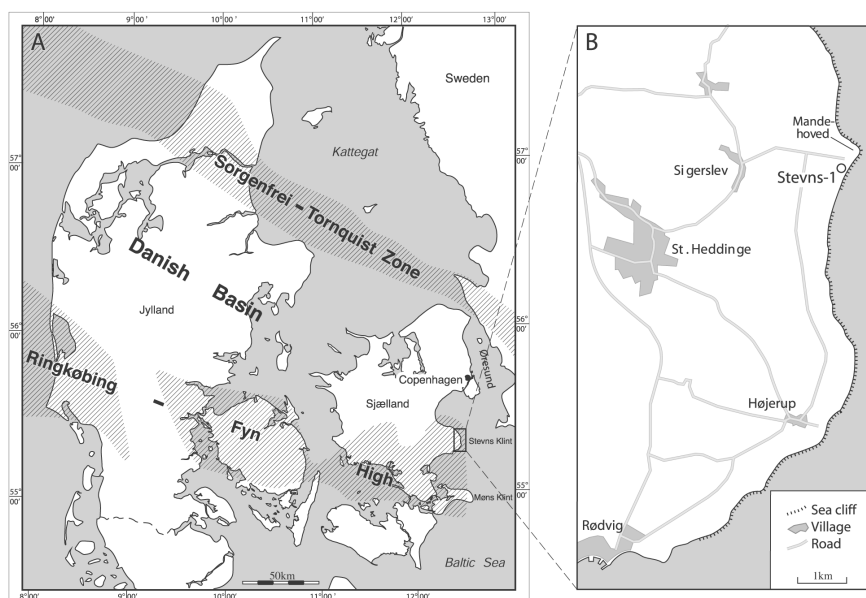 A
8°00'
9°00'
10°00'
11°00'
12°00'
13°00'
Sweden
Kattegat
57°
00'
57°
00'
Sorgenfrei – Tornquist Zone
Danish Basin
Jylland
56°
00'
56°
00'
Ringkøbing – Fyn High
Øresund
Copenhagen
Sjælland
Stevns Klint
Møns Klint
55°
00'
55°
00'
Baltic Sea
50km
8°00'
9°00'
10°00'
11°00'
12°00'
13°00'
B
Mande-
hoved
Stevns-1
Sigerslev
St. Heddinge
Højerup
Rødvig
Sea cliff
Village
Road
1km